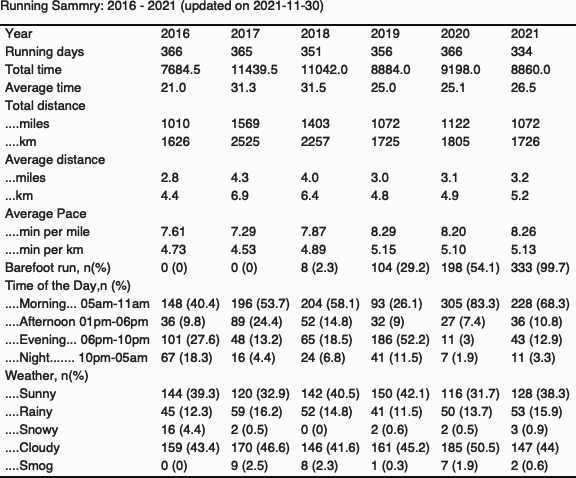 Running Sammry: 2016 - 2021 (updated on 2021-11-30)
Year 2016 2017 2018 2019 2020 2021
Running days 366 365 351 356 366 334
Total time 7684.5 11439.5 11042.0 8884.0 9198.0 8860.0
Average time 21.0 31.3 31.5 25.0 25.1 26.5
Total distance
....miles 1010 1569 1403 1072 1122 1072
....km 1626 2525 2257 1725 1805 1726
Average distance
...miles 2.8 4.3 4.0 3.0 3.1 3.2
...km 4.4 6.9 6.4 4.8 4.9 5.2
Average Pace
....min per mile 7.61 7.29 7.87 8.29 8.20 8.26
....min per km 4.73 4.53 4.89 5.15 5.10 5.13
Barefoot run, n(%) 0 (0) 0 (0) 8 (2.3) 104 (29.2) 198 (54.1) 333 (99.7)
Time of the Day,n (%)
....Morning... 05am-11am 148 (40.4) 196 (53.7) 204 (58.1) 93 (26.1) 305 (83.3) 228 (68.3)
....Afternoon 01pm-06pm 36 (9.8) 89 (24.4) 52 (14.8) 32 (9) 27 (7.4) 36 (10.8)
....Evening... 06pm-10pm 101 (27.6) 48 (13.2) 65 (18.5) 186 (52.2) 11 (3) 43 (12.9)
....Night....... 10pm-05am 67 (18.3) 16 (4.4) 24 (6.8) 41 (11.5) 7 (1.9) 11 (3.3)
Weather, n(%)
....Sunny 144 (39.3) 120 (32.9) 142 (40.5) 150 (42.1) 116 (31.7) 128 (38.3)
....Rainy 45 (12.3) 59 (16.2) 52 (14.8) 41 (11.5) 50 (13.7) 53 (15.9)
....Snowy 16 (4.4) 2 (0.5) 0 (0) 2 (0.6) 2 (0.5) 3 (0.9)
....Cloudy 159 (43.4) 170 (46.6) 146 (41.6) 161 (45.2) 185 (50.5) 147 (44)
....Smog 0 (0) 9 (2.5) 8 (2.3) 1 (0.3) 7 (1.9) 2 (0.6)